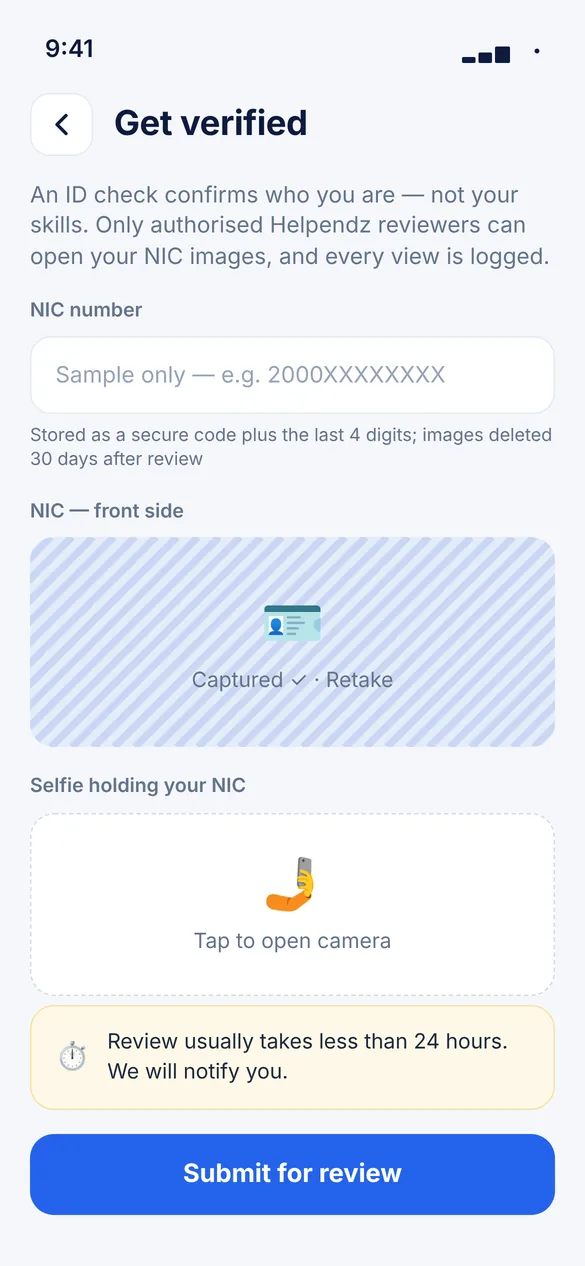 9:41
Get verified
An ID check confirms who you are — not your
skills. Only authorised Helpendz reviewers can
open your NIC images, and every view is logged.
NIC number
Sample only — e.g. 2000XXXXXXXX
Stored as a secure code plus the last 4 digits; images deleted
30 days after review
NIC — front side
Captured ✓ · Retake
Selfie holding your NIC
Tap to open camera
Review usually takes less than 24 hours.
We will notify you.
Submit for review